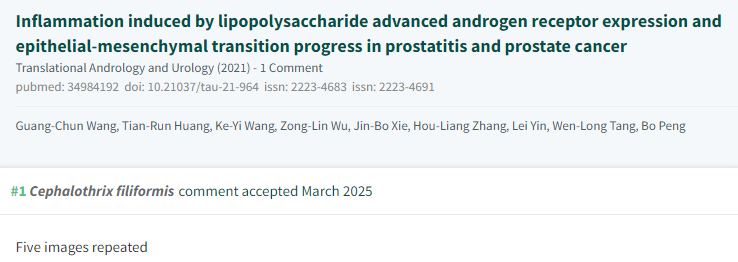 Inflammation induced by lipopolysaccharide advanced androgen receptor expression and
epithelial-mesenchymal transition progress in prostatitis and prostate cancer
Translational Andrology and Urology (2021) - 1 Comment
pubmed: 34984192 doi: 10.21037/tau-21-964 issn: 2223-4683 issn: 2223-4691
Guang-Chun Wang, Tian-Run Huang, Ke-Yi Wang, Zong-Lin Wu, Jin-Bo Xie, Hou-Liang Zhang, Lei Yin, Wen-Long Tang, Bo Peng
#1 Cephalothrix filiformis comment accepted March 2025
Five images repeated